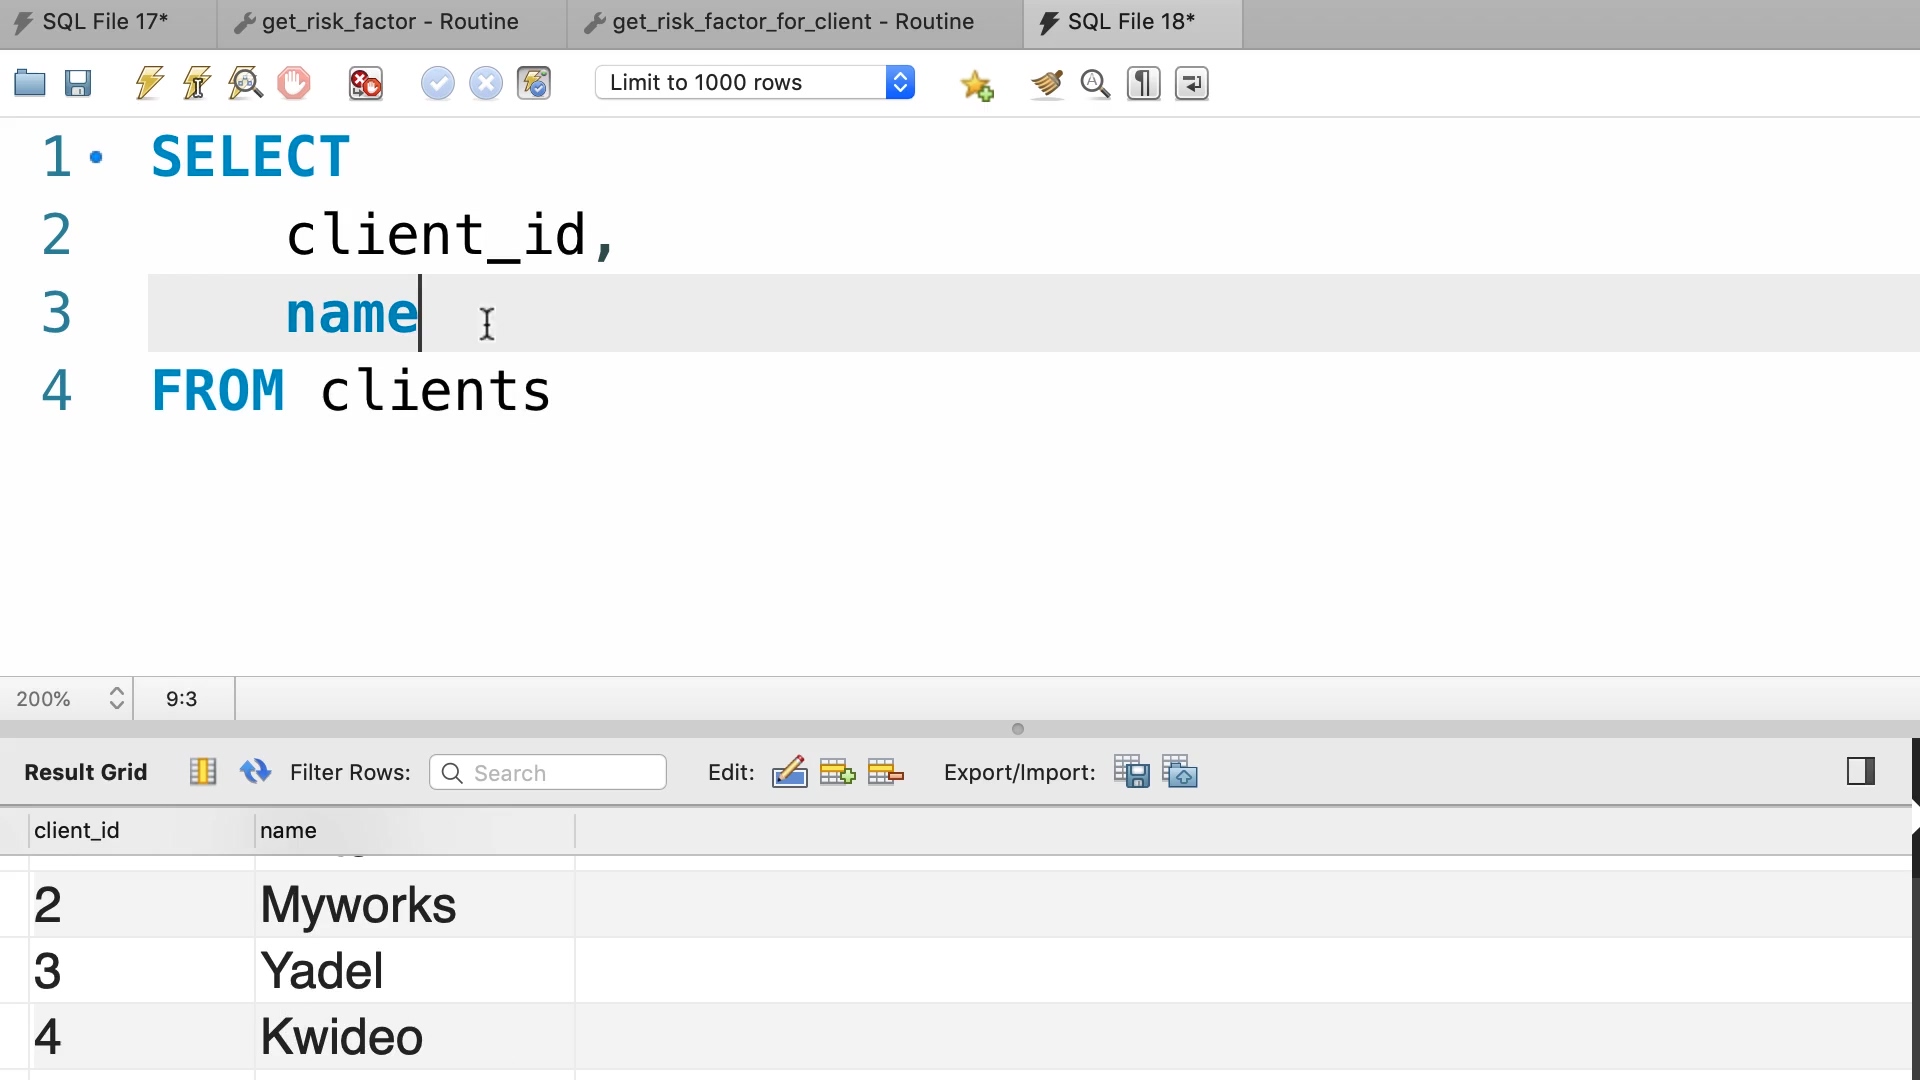 SQL File 17* get_risk_factor - Routine get_risk_factor_for_client - Routine SQL File 18*
Limit to 1000 rows
1 SELECT
2 client_id,
3 name
4 FROM clients
200% 9:3
Result Grid Filter Rows: Search Edit: Export/Import:
client_id name
2 Myworks
3 Yadel
4 Kwideo